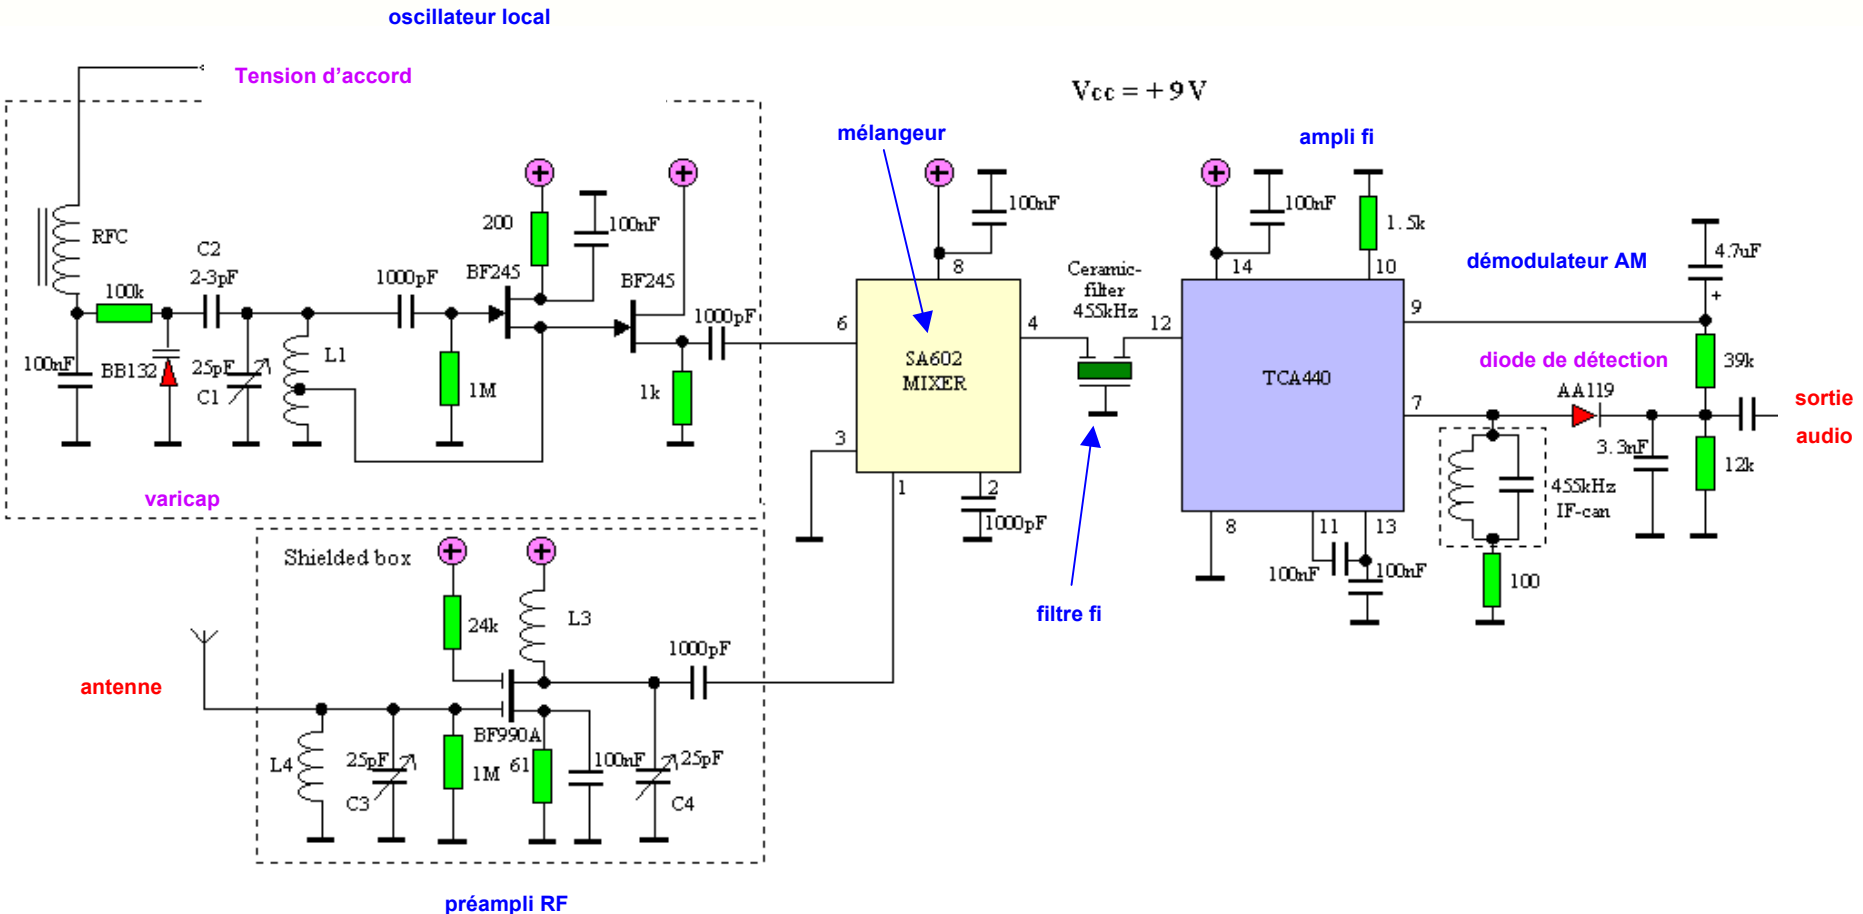 oscillateur local
Tension d'accord
Vcc = + 9 V
mélangeur
ampli fi
RFC
C2
2-3pF
100k
1000pF
200
100nF
BF245
BF245
1000pF
100nF
BB132
25pF
C1
L1
1M
1k
varicap
100nF
8
6
4
SA602
MIXER
3
1
2
1000pF
Ceramic-
filter
455kHz
12
filtre fi
100nF
14
1.5k
10
démodulateur AM
4.7uF
+
9
TCA440
diode de détection
AA119
39k
7
sortie
audio
3.3nF
12k
455kHz
IF-can
8
11
13
100nF
100nF
100
Shielded box
24k
L3
1000pF
antenne
BF990A
L4
25pF
C3
1M
61
100nF
25pF
C4
préampli RF